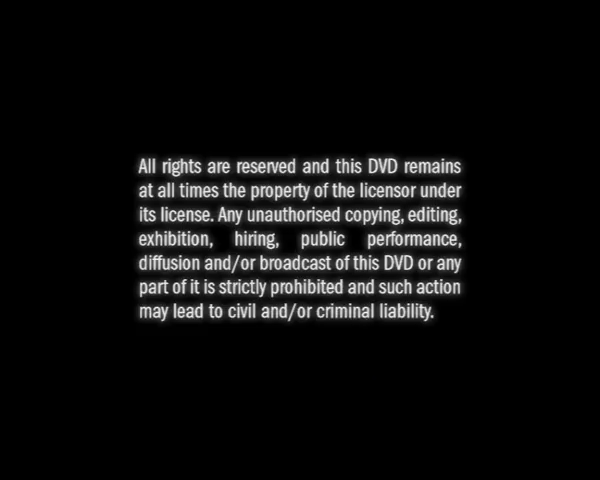 All rights are reserved and this DVD remains
at all times the property of the licensor under
its license. Any unauthorised copying, editing,
exhibition, hiring, public performance,
diffusion and/or broadcast of this DVD or any
part of it is strictly prohibited and such action
may lead to civil and/or criminal liability.